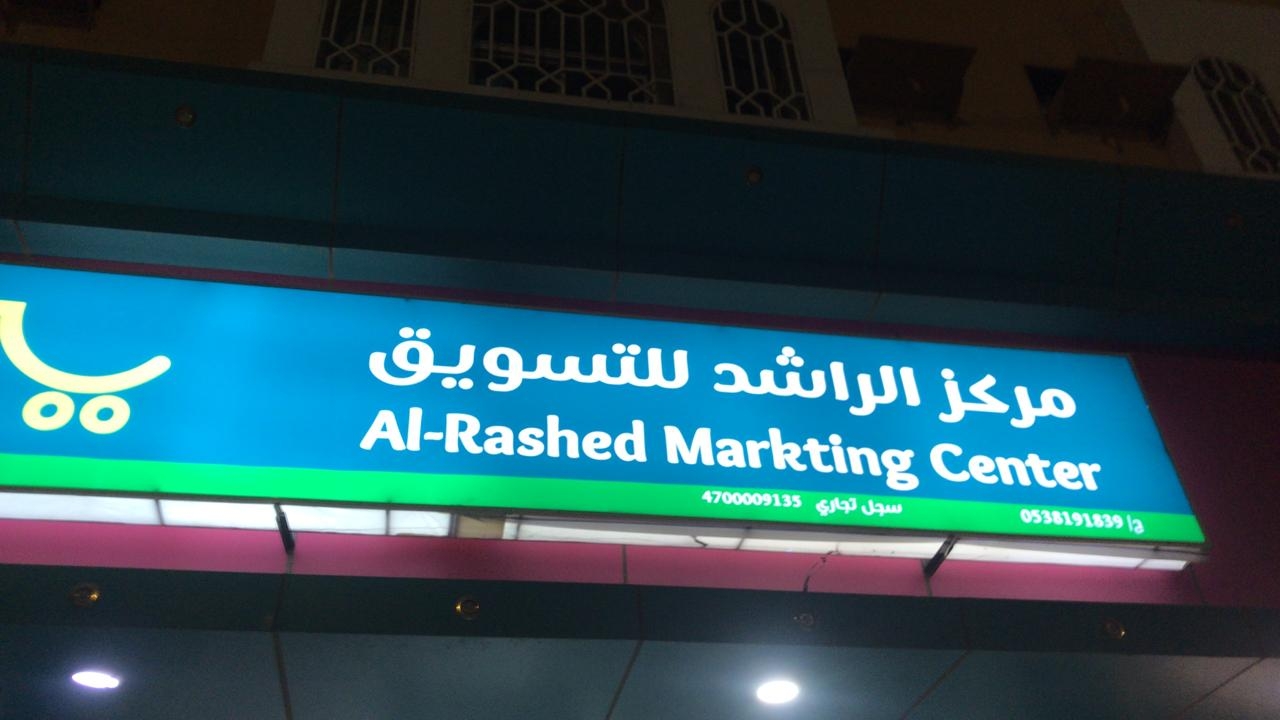 مركز الراشد للتسويق
Al-Rashed Markting Center
ج/ 0538191839 سجل تجاري 4700009135